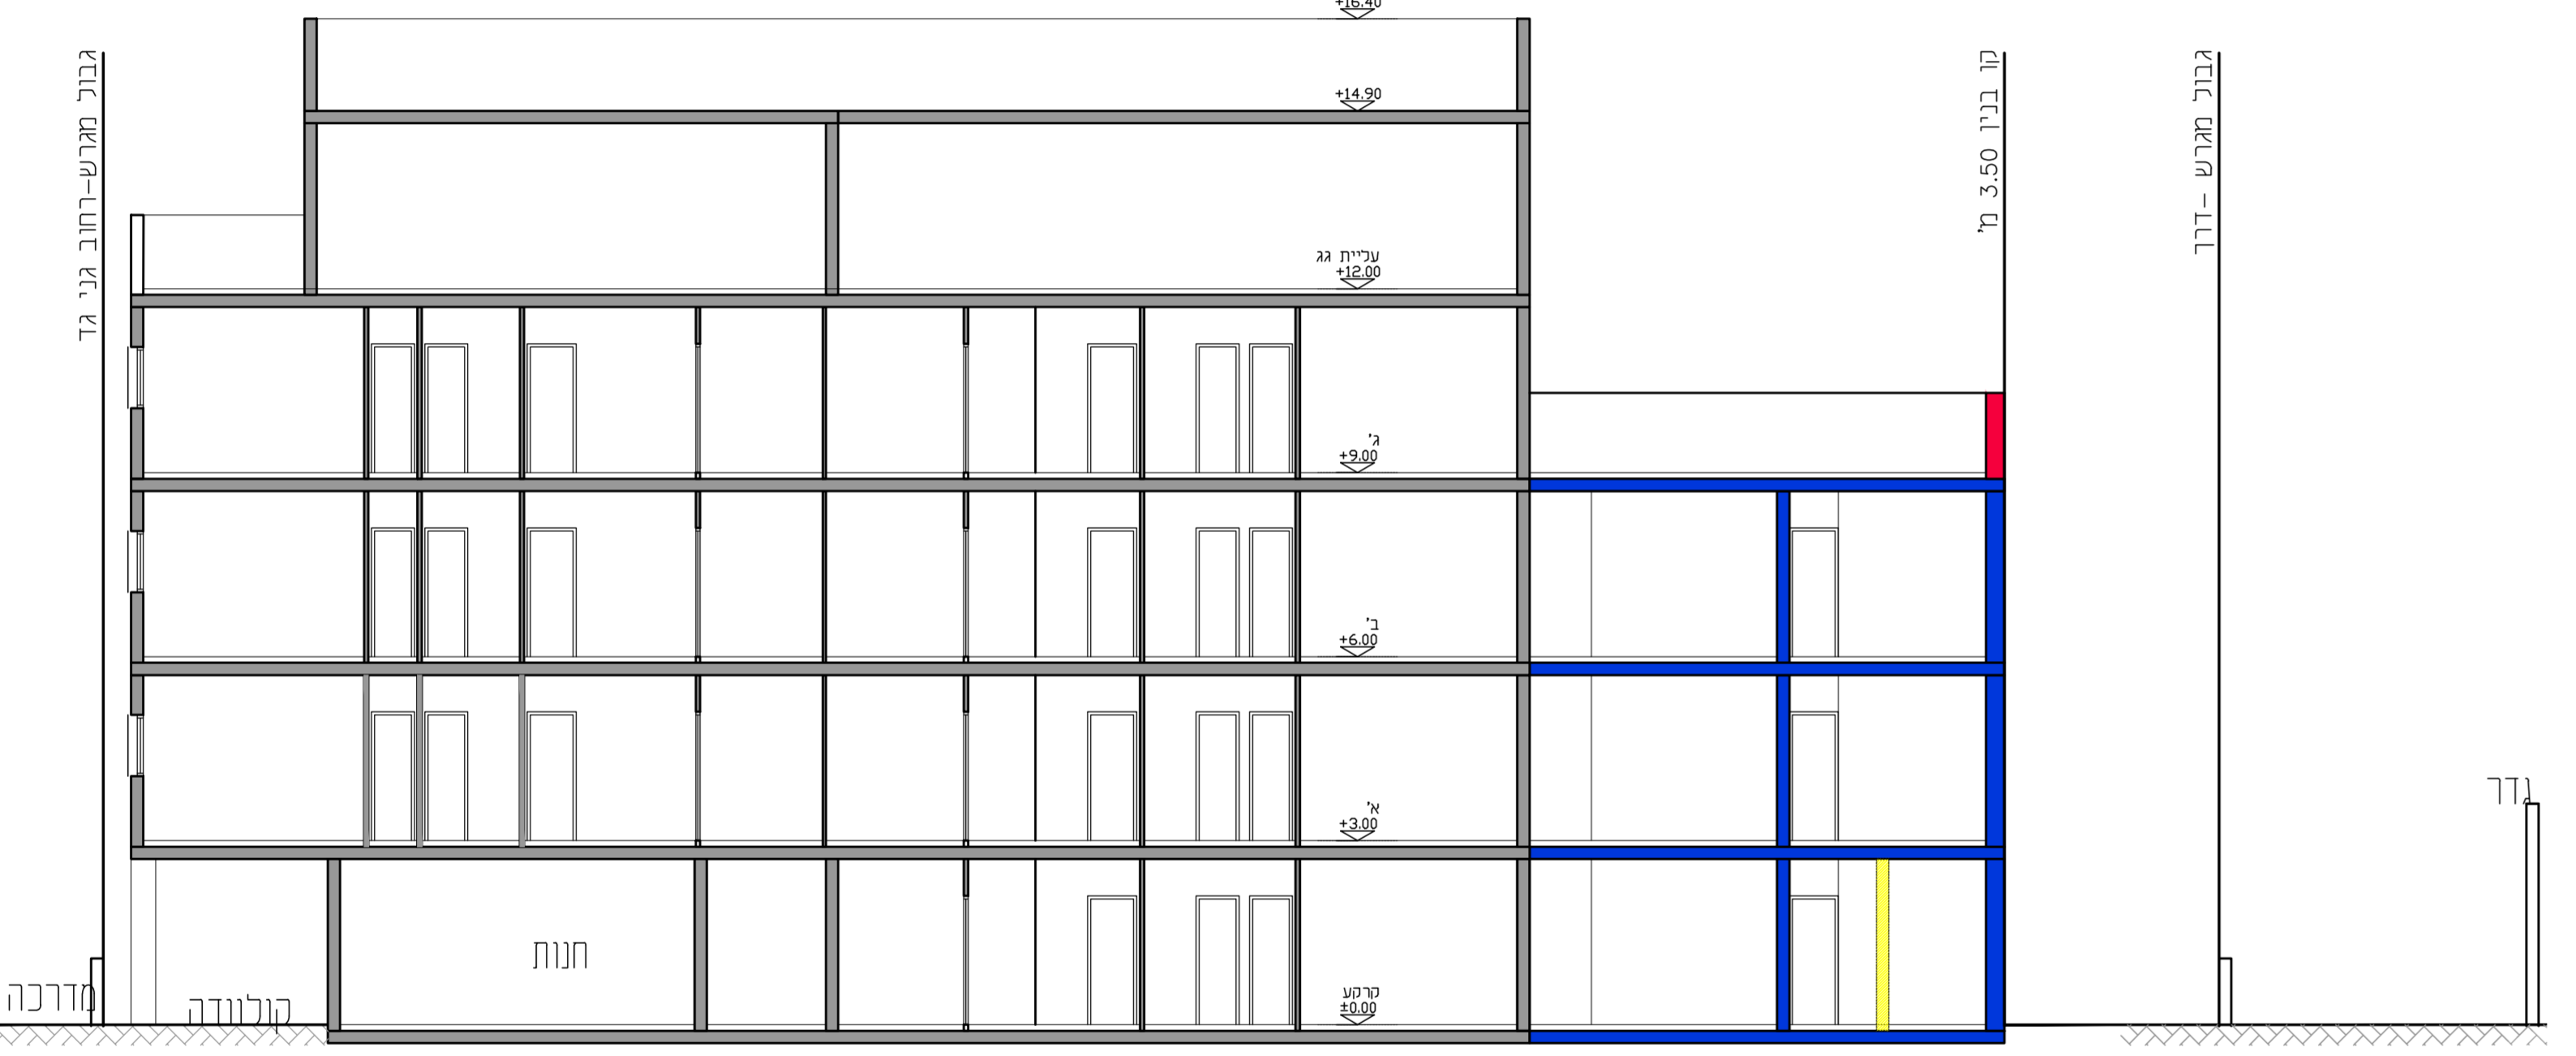 +16.40
+14.90
גבול מגרש-רחוב גני גד
קו בנין 3.50 מ'
גבול מגרש -דרך
עליית גג
+12.00
ג'
+9.00
ב'
+6.00
א'
+3.00
גדר
חנות
קרקע
±0.00
מדרכה
קולונדה